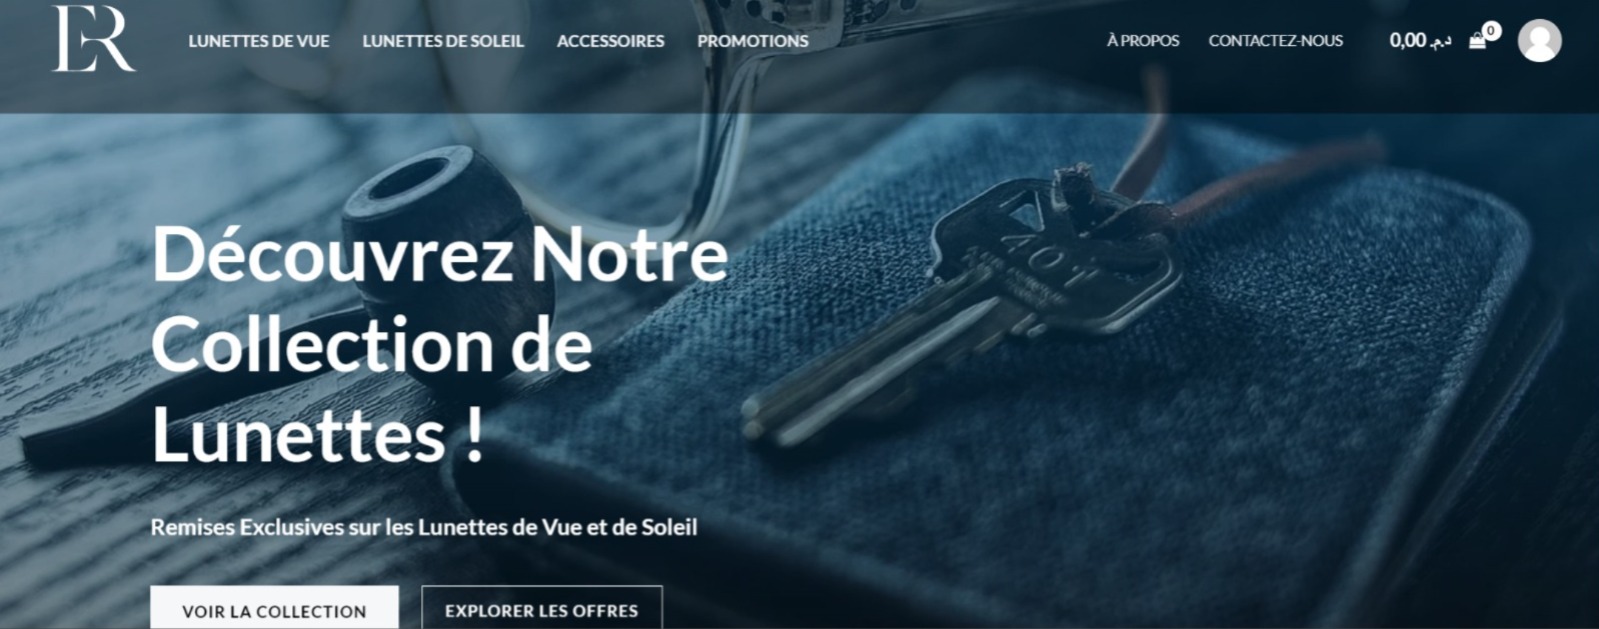 ER
LUNETTES DE VUE LUNETTES DE SOLEIL ACCESSOIRES PROMOTIONS À PROPOS CONTACTEZ-NOUS 0,00 د.م. 0
Découvrez Notre
Collection de
Lunettes !
Remises Exclusives sur les Lunettes de Vue et de Soleil
VOIR LA COLLECTION EXPLORER LES OFFRES